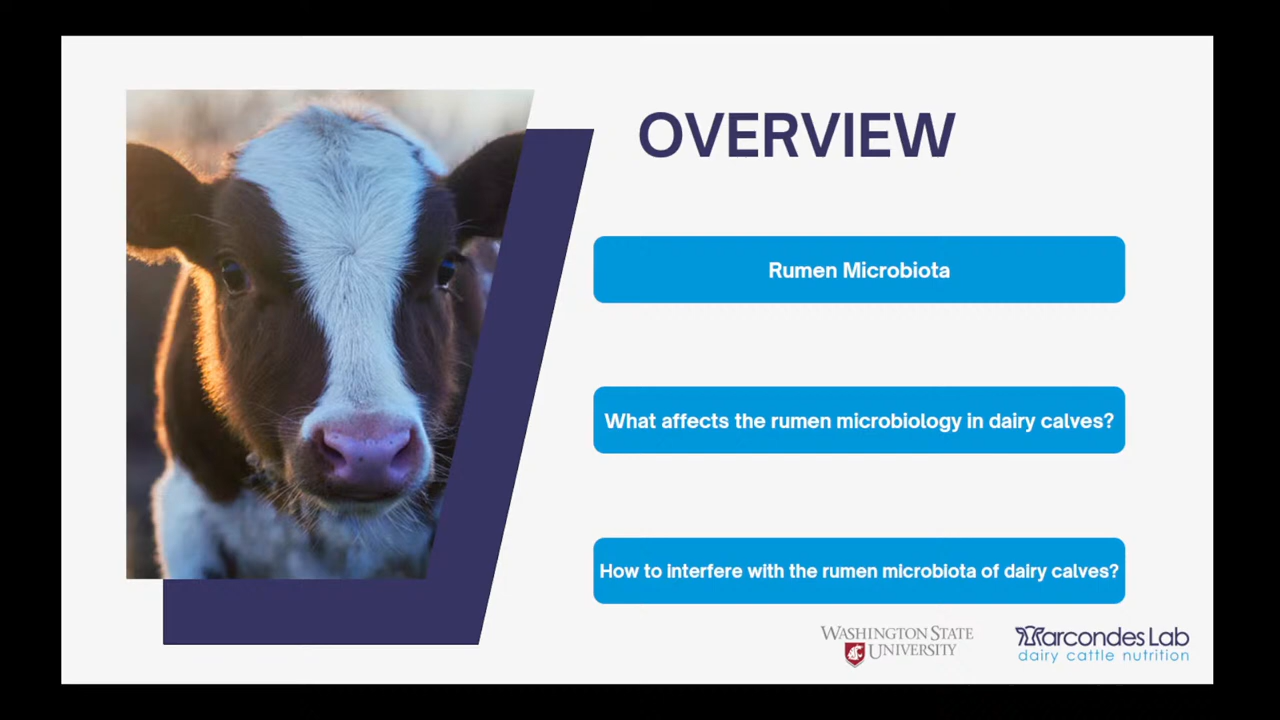 OVERVIEW
Rumen Microbiota
What affects the rumen microbiology in dairy calves?
How to interfere with the rumen microbiota of dairy calves?
WASHINGTON STATE
UNIVERSITY
Marcondes Lab
dairy cattle nutrition